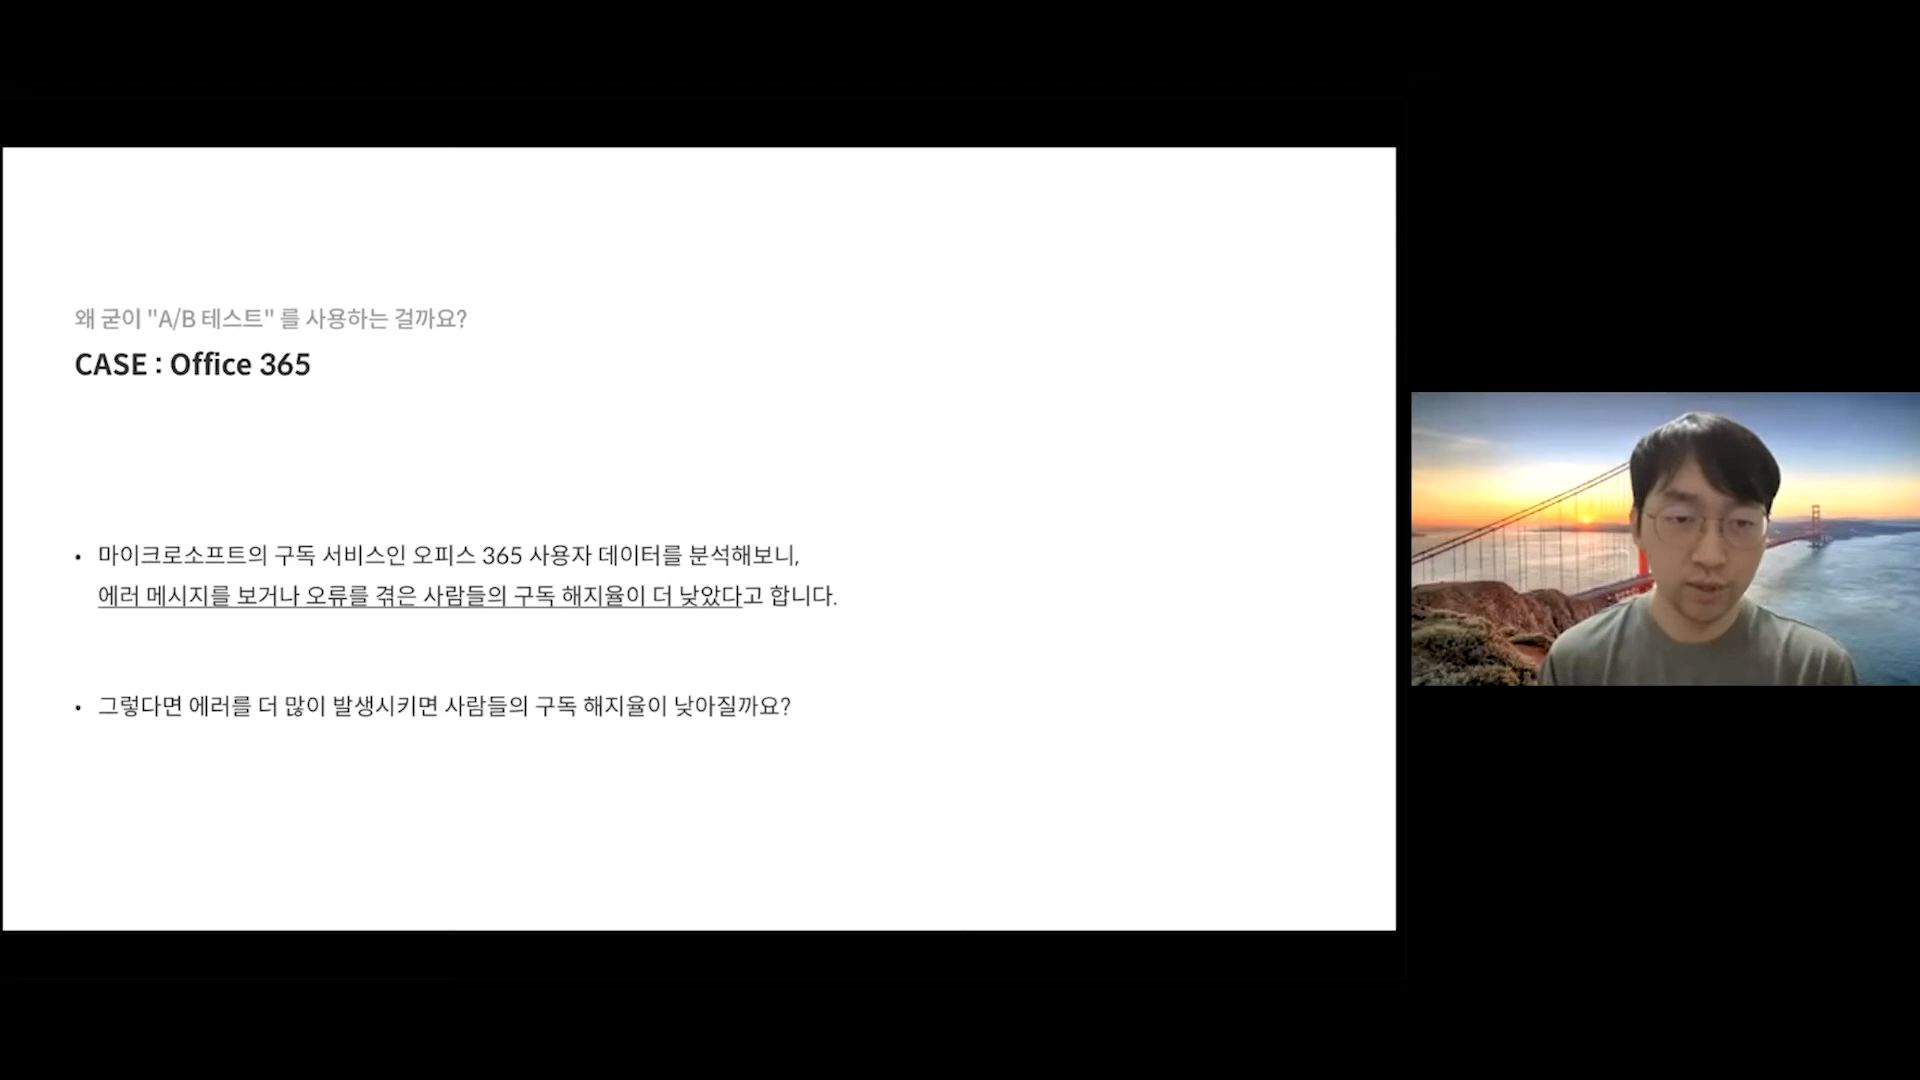 왜 굳이 "A/B 테스트" 를 사용하는 걸까요?
CASE : Office 365
• 마이크로소프트의 구독 서비스인 오피스 365 사용자 데이터를 분석해보니,
에러 메시지를 보거나 오류를 겪은 사람들의 구독 해지율이 더 낮았다고 합니다.
• 그렇다면 에러를 더 많이 발생시키면 사람들의 구독 해지율이 낮아질까요?